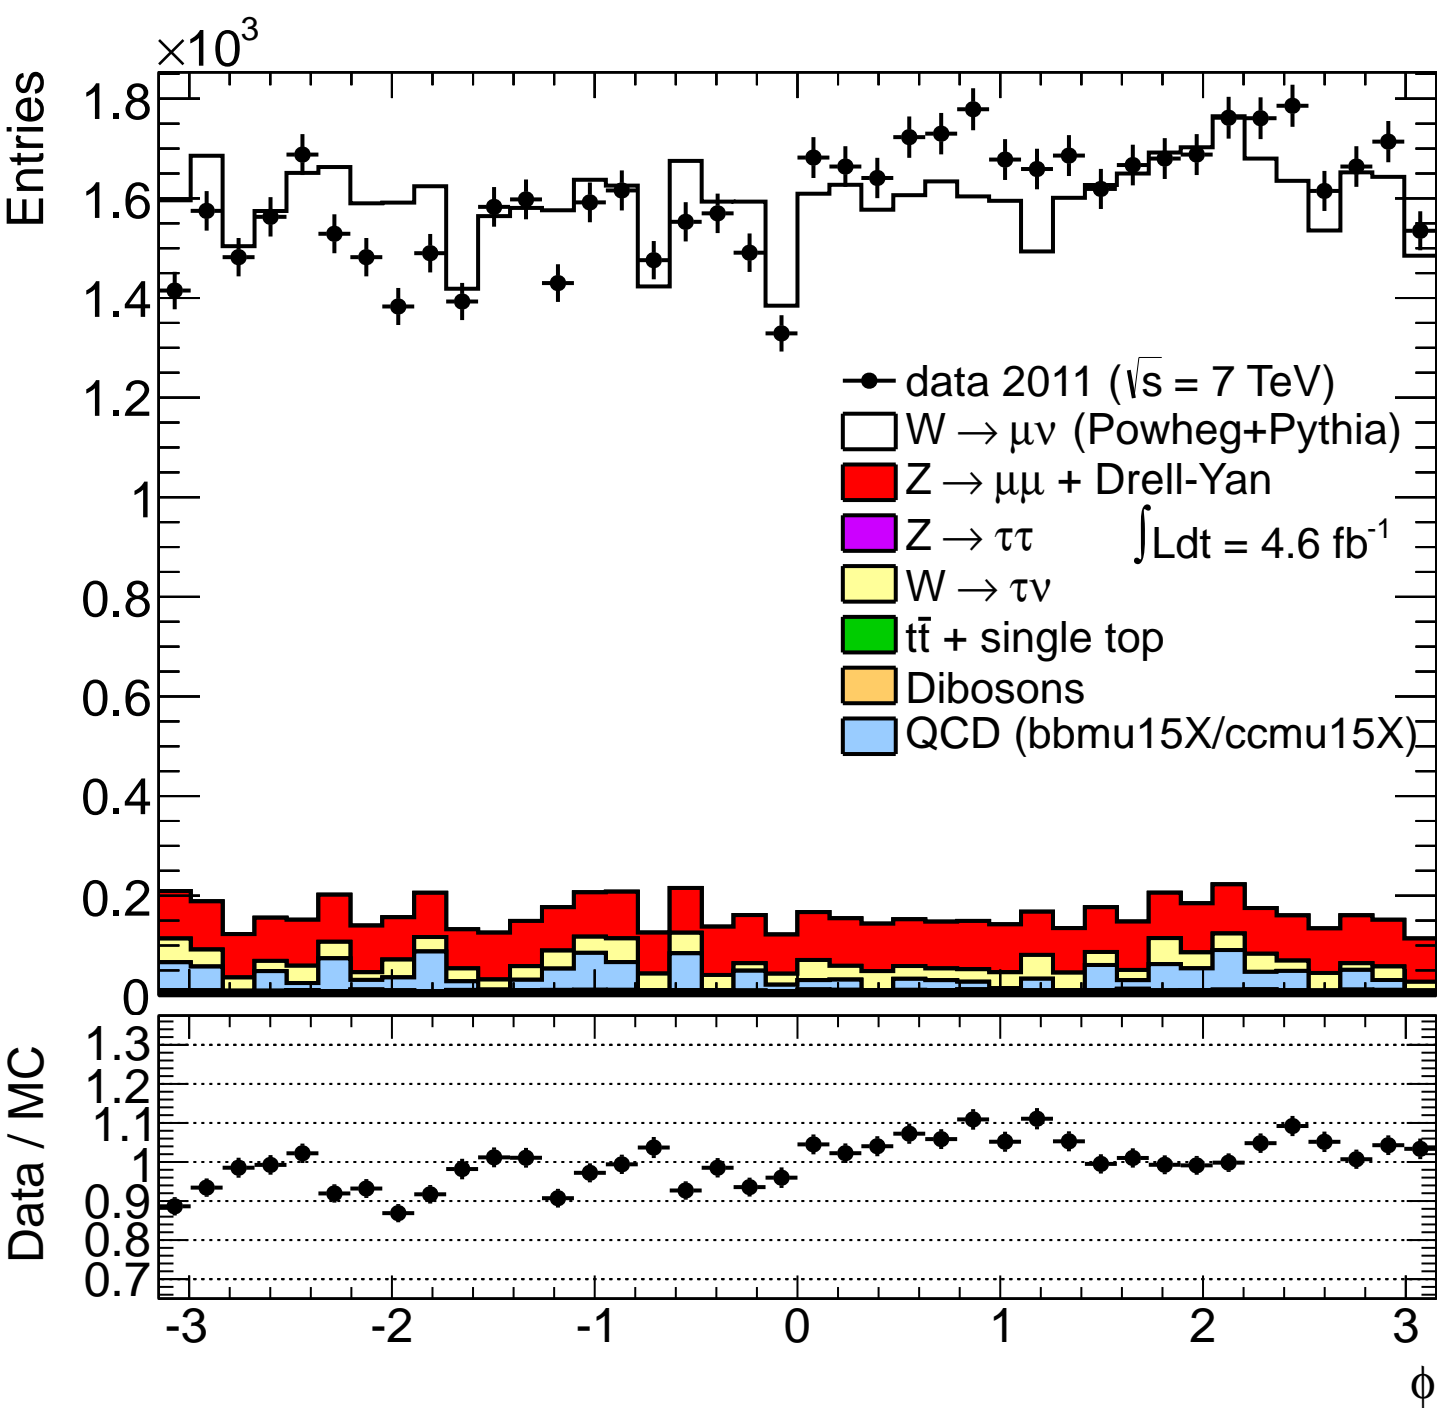 ×10³
Entries
1.8
1.6
1.4
1.2
1
0.8
0.6
0.4
0.2
0
data 2011 (√s = 7 TeV)
W → μν (Powheg+Pythia)
Z → μμ + Drell-Yan
Z → ττ
∫Ldt = 4.6 fb⁻¹
W → τν
tt̄ + single top
Dibosons
QCD (bbmu15X/ccmu15X)
Data / MC
1.3
1.2
1.1
1
0.9
0.8
0.7
-3 -2 -1 0 1 2 3
ϕ